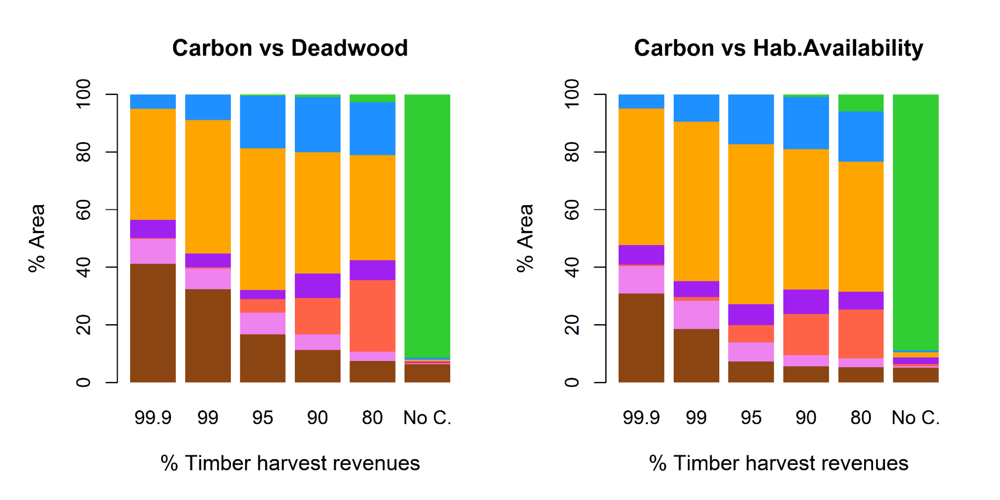 Carbon vs Deadwood
% Area
100
80
60
40
20
0
99.9 99 95 90 80 No C.
% Timber harvest revenues
Carbon vs Hab.Availability
% Area
100
80
60
40
20
0
99.9 99 95 90 80 No C.
% Timber harvest revenues